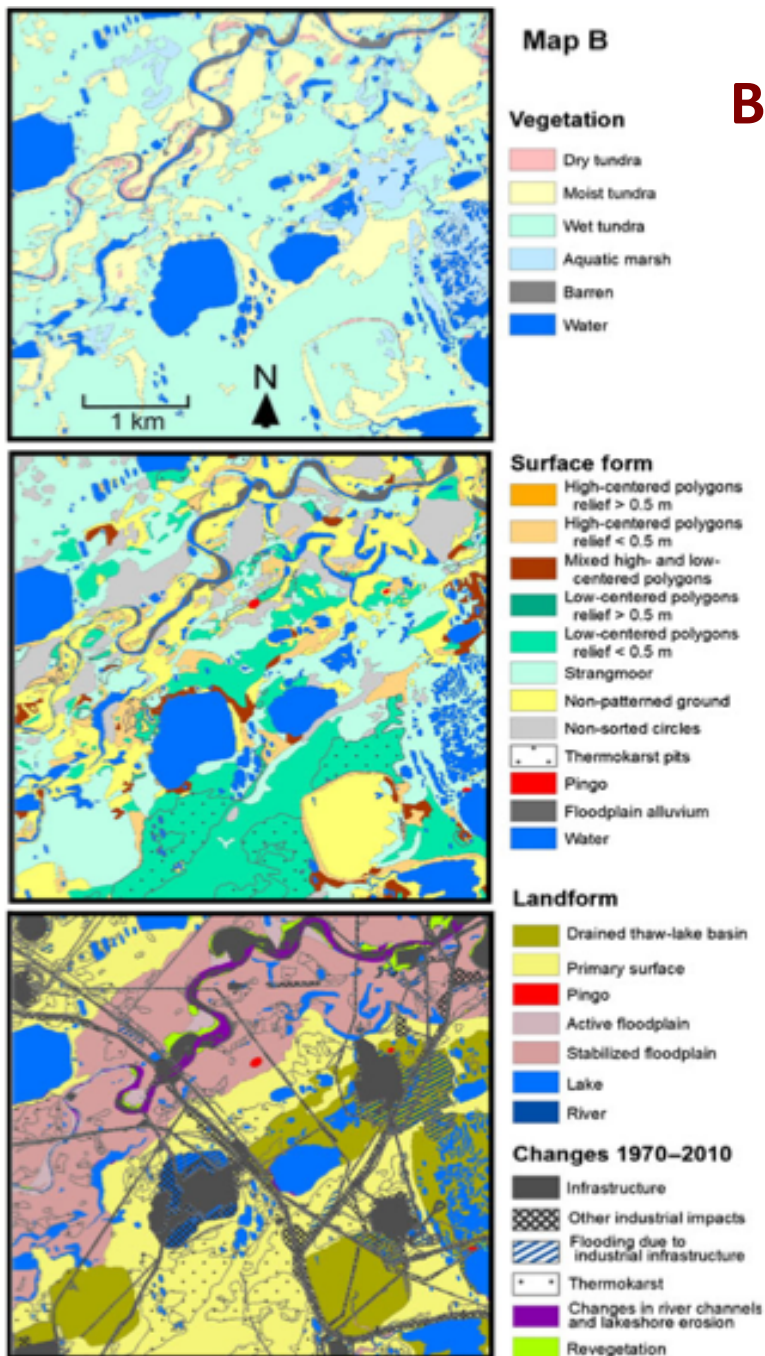 Map B
B
Vegetation
Dry tundra
Moist tundra
Wet tundra
Aquatic marsh
Barren
Water
N
1 km
Surface form
High-centered polygons
relief > 0.5 m
High-centered polygons
relief < 0.5 m
Mixed high- and low-
centered polygons
Low-centered polygons
relief > 0.5 m
Low-centered polygons
relief < 0.5 m
Strangmoor
Non-patterned ground
Non-sorted circles
Thermokarst pits
Pingo
Floodplain alluvium
Water
Landform
Drained thaw-lake basin
Primary surface
Pingo
Active floodplain
Stabilized floodplain
Lake
River
Changes 1970–2010
Infrastructure
Other industrial impacts
Flooding due to
industrial infrastructure
Thermokarst
Changes in river channels
and lakeshore erosion
Revegetation